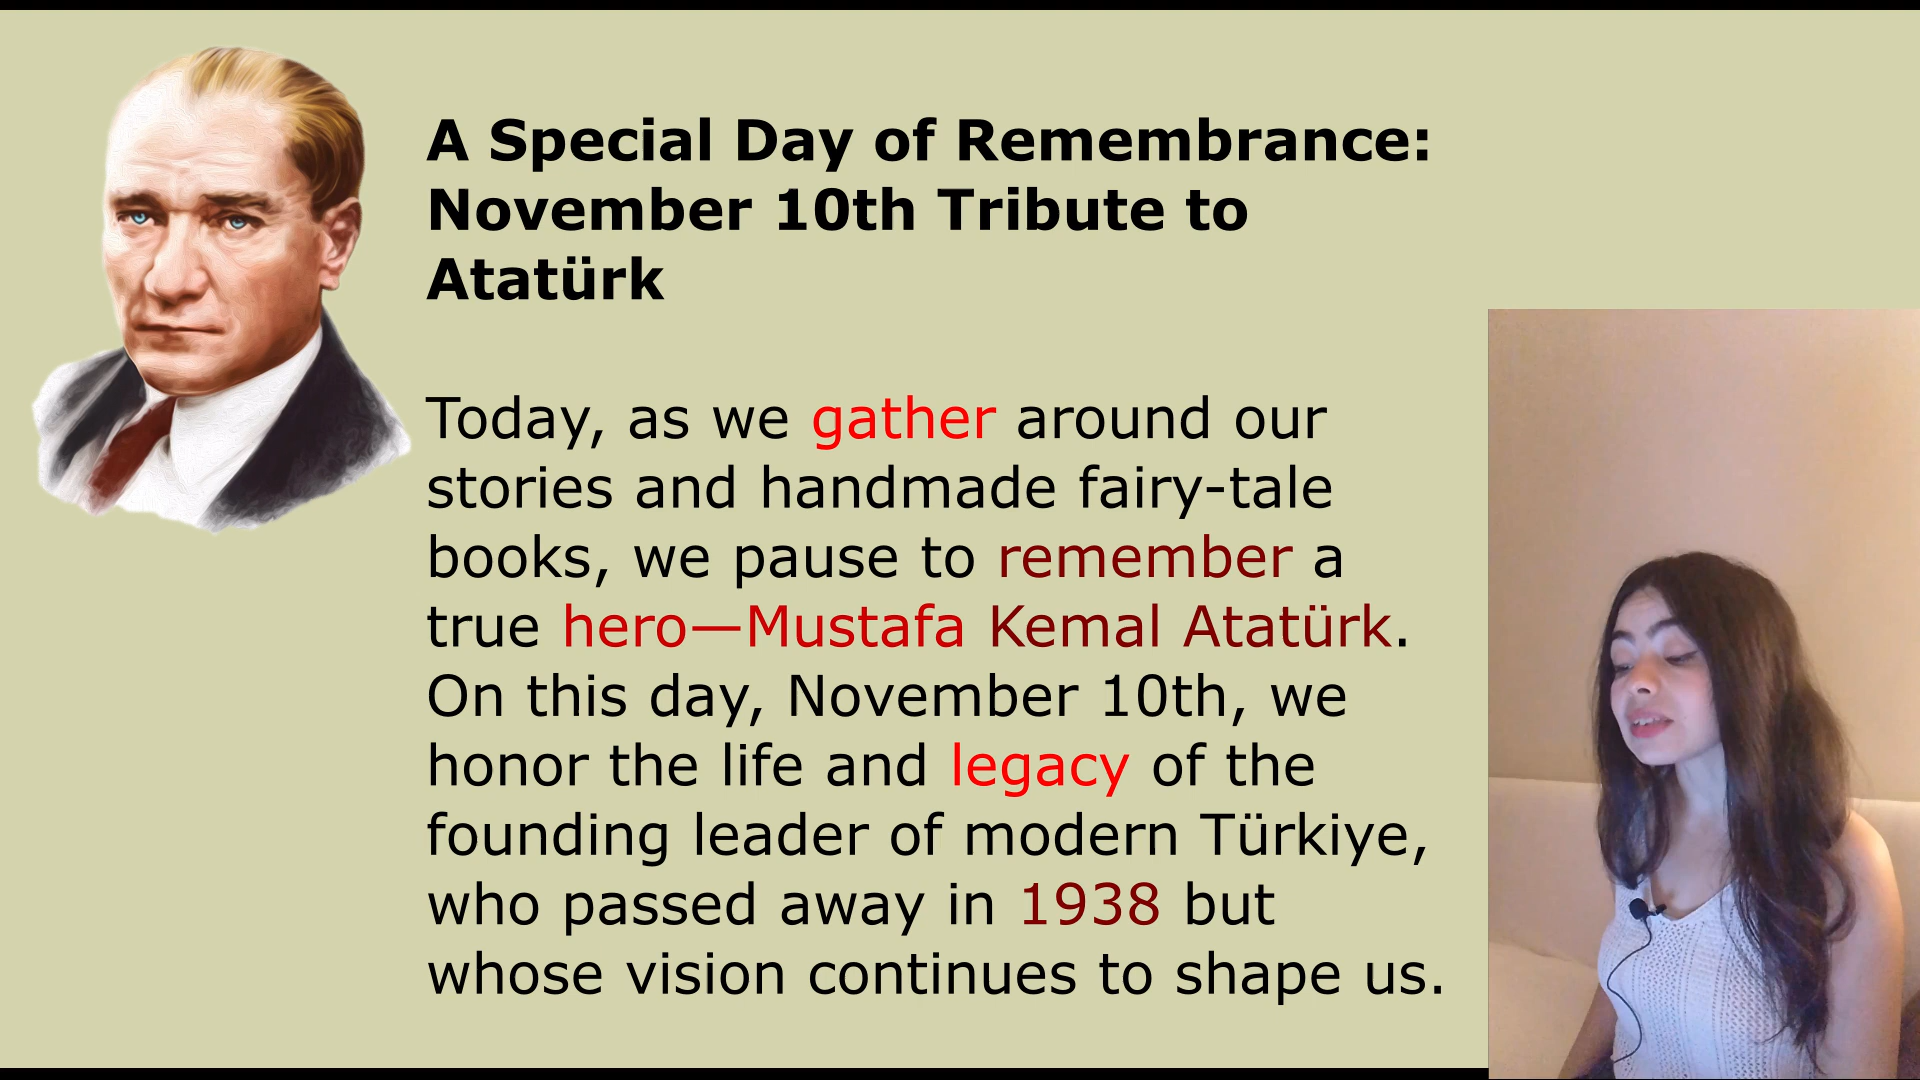 A Special Day of Remembrance:
November 10th Tribute to
Atatürk
Today, as we gather around our
stories and handmade fairy-tale
books, we pause to remember a
true hero—Mustafa Kemal Atatürk.
On this day, November 10th, we
honor the life and legacy of the
founding leader of modern Türkiye,
who passed away in 1938 but
whose vision continues to shape us.